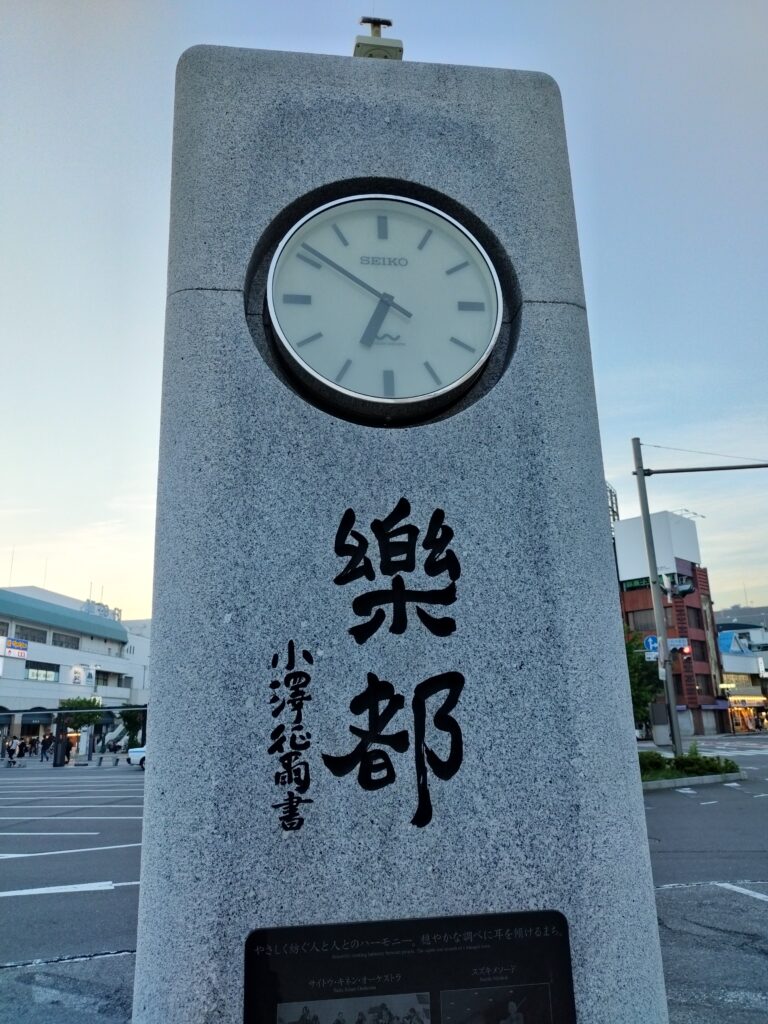 SEIKO
樂都
小澤征爾書
やさしく紡ぐ人と人とのハーモニー。穏やかな調べに耳を傾けるまち。
サイトウ・キネン・オーケストラ
スズキ・メソード